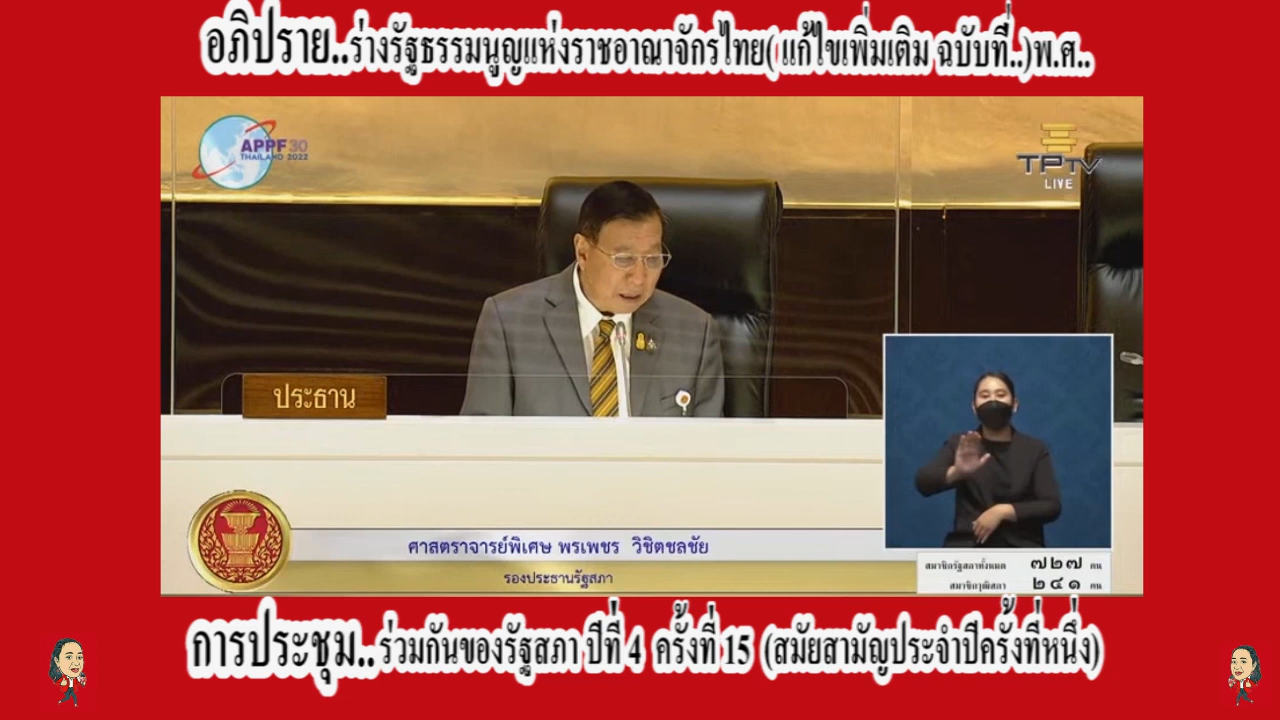 อภิปราย..ร่างรัฐธรรมนูญแห่งราชอาณาจักรไทย( แก้ไขเพิ่มเติม ฉบับที่..)พ.ศ..
APPF 30
THAILAND 2022
TPTV
LIVE
ประธาน
ศาสตราจารย์พิเศษ พรเพชร วิชิตชลชัย
รองประธานรัฐสภา
สมาชิกรัฐสภาทั้งหมด ๗๒๗ คน
สมาชิกวุฒิสภา ๒๔๑ คน
การประชุม..ร่วมกันของรัฐสภา ปีที่ 4 ครั้งที่ 15 (สมัยสามัญประจำปีครั้งที่หนึ่ง)